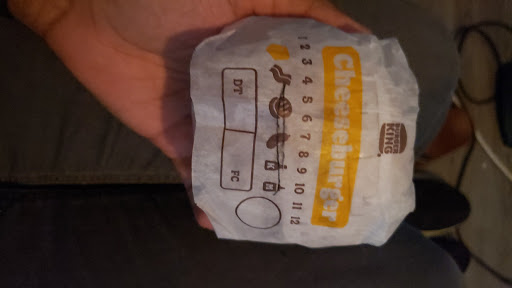 BURGER
KING
Cheeseburger
1 2 3 4 5 6 7 8 9 10 11 12
K K
DT FC